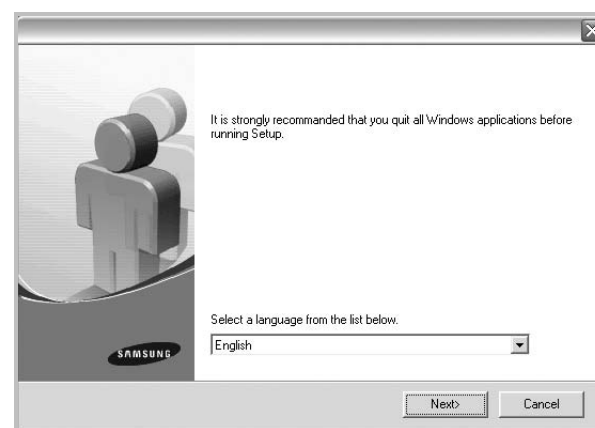 It is strongly recommanded that you quit all Windows applications before
running Setup.
Select a language from the list below.
English
SAMSUNG
Next>
Cancel